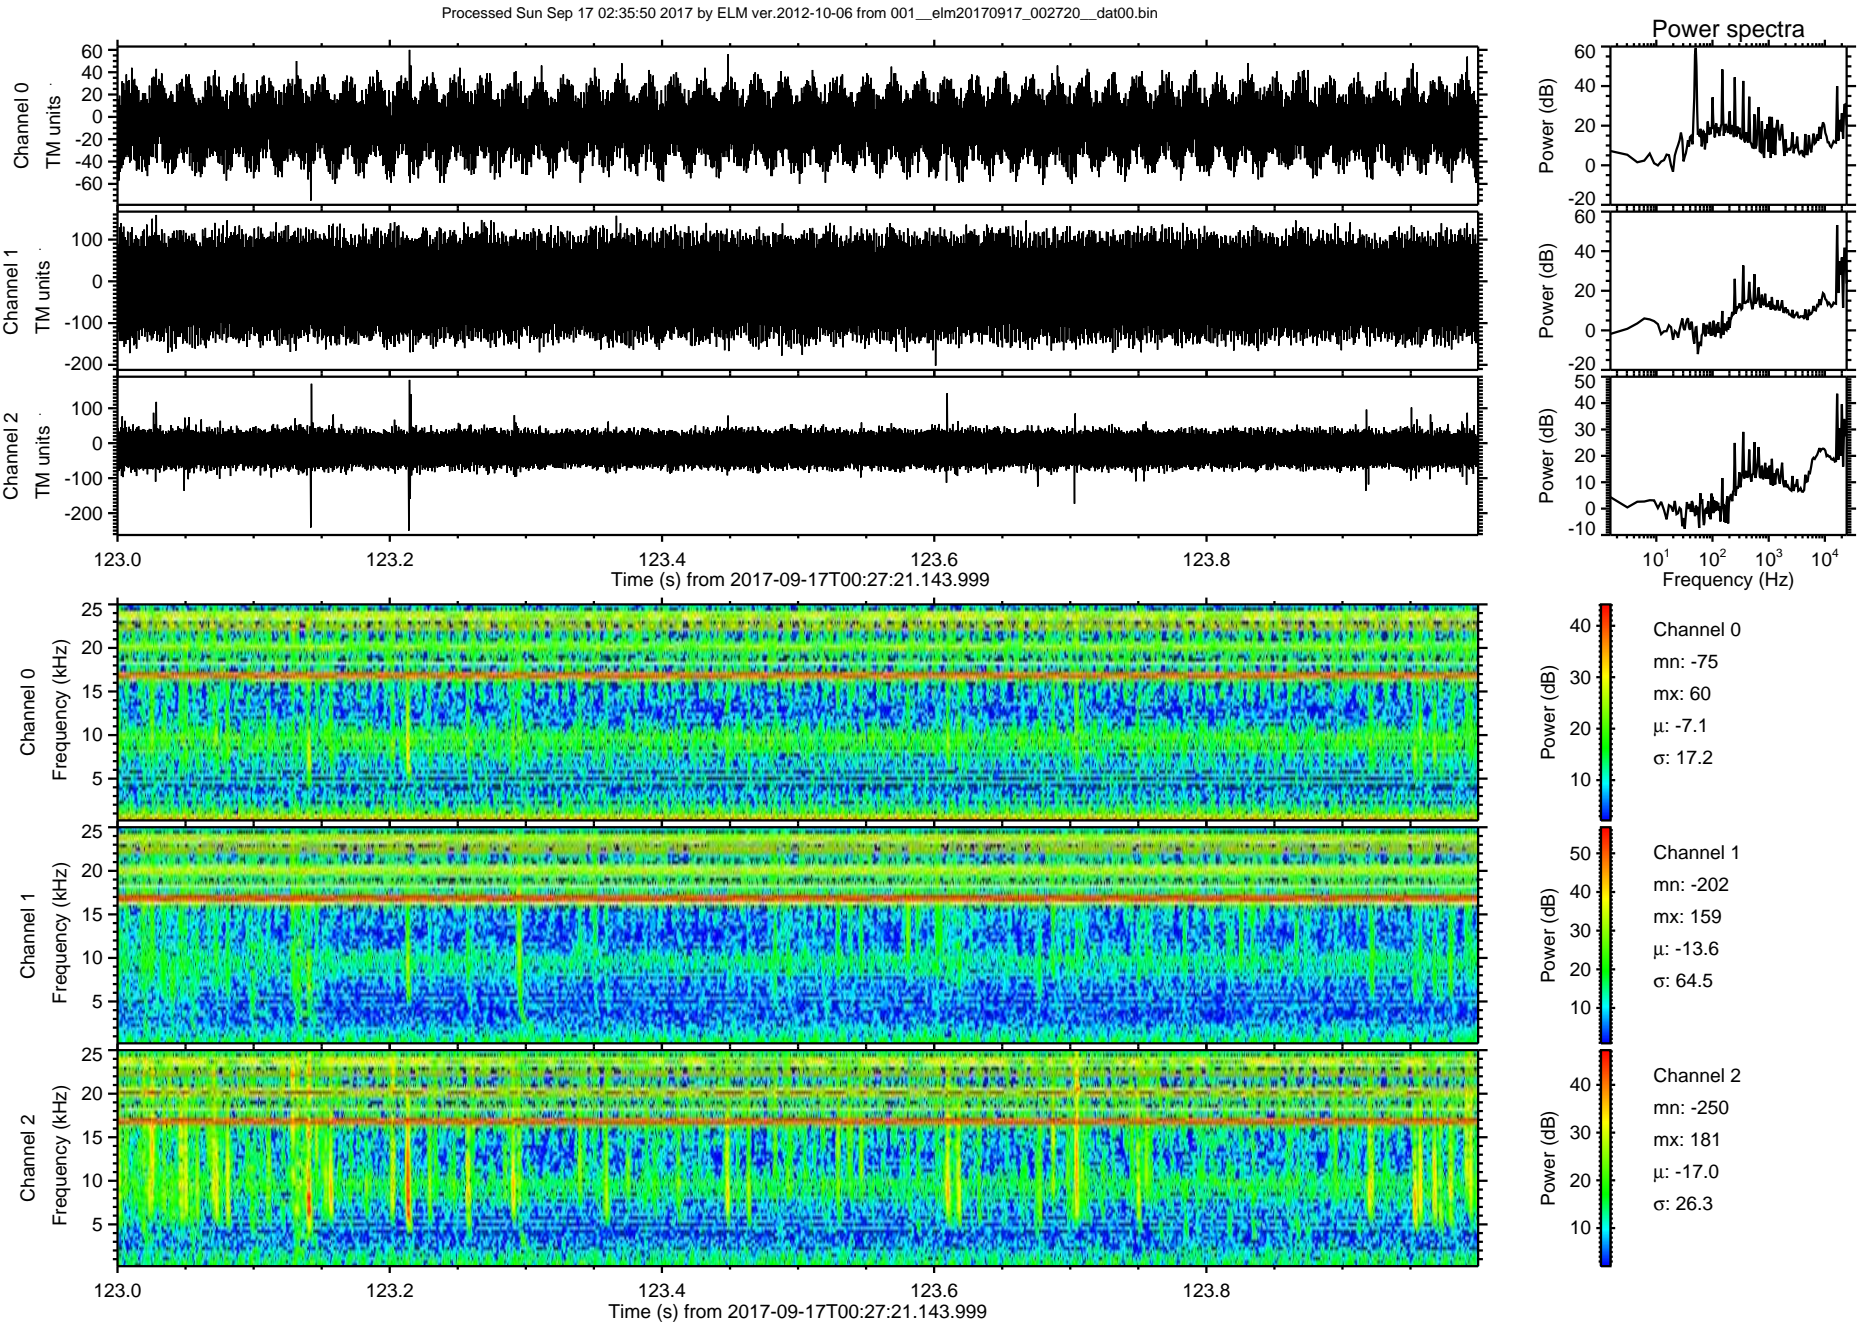 Processed Sun Sep 17 02:35:50 2017 by ELM ver.2012-10-06 from 001__elm20170917_002720__dat00.bin
Power spectra
Channel 0
TM units
60
40
20
0
-20
-40
-60
Power (dB)
60
40
20
0
-20
Channel 1
TM units
100
0
-100
-200
Power (dB)
60
40
20
0
-20
Channel 2
TM units
100
0
-100
-200
Power (dB)
50
40
30
20
10
0
-10
123.0 123.2 123.4 123.6 123.8
Time (s) from 2017-09-17T00:27:21.143.999
10¹ 10² 10³ 10⁴
Frequency (Hz)
Channel 0
Frequency (kHz)
25
20
15
10
5
Power (dB)
40
30
20
10
Channel 0
mn: -75
mx: 60
µ: -7.1
σ: 17.2
Channel 1
Frequency (kHz)
25
20
15
10
5
Power (dB)
50
40
30
20
10
Channel 1
mn: -202
mx: 159
µ: -13.6
σ: 64.5
Channel 2
Frequency (kHz)
25
20
15
10
5
Power (dB)
40
30
20
10
Channel 2
mn: -250
mx: 181
µ: -17.0
σ: 26.3
123.0 123.2 123.4 123.6 123.8
Time (s) from 2017-09-17T00:27:21.143.999